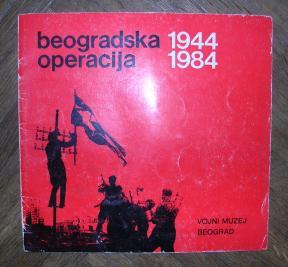 beogradska 1944
operacija 1984
VOJNI MUZEJ
BEOGRAD